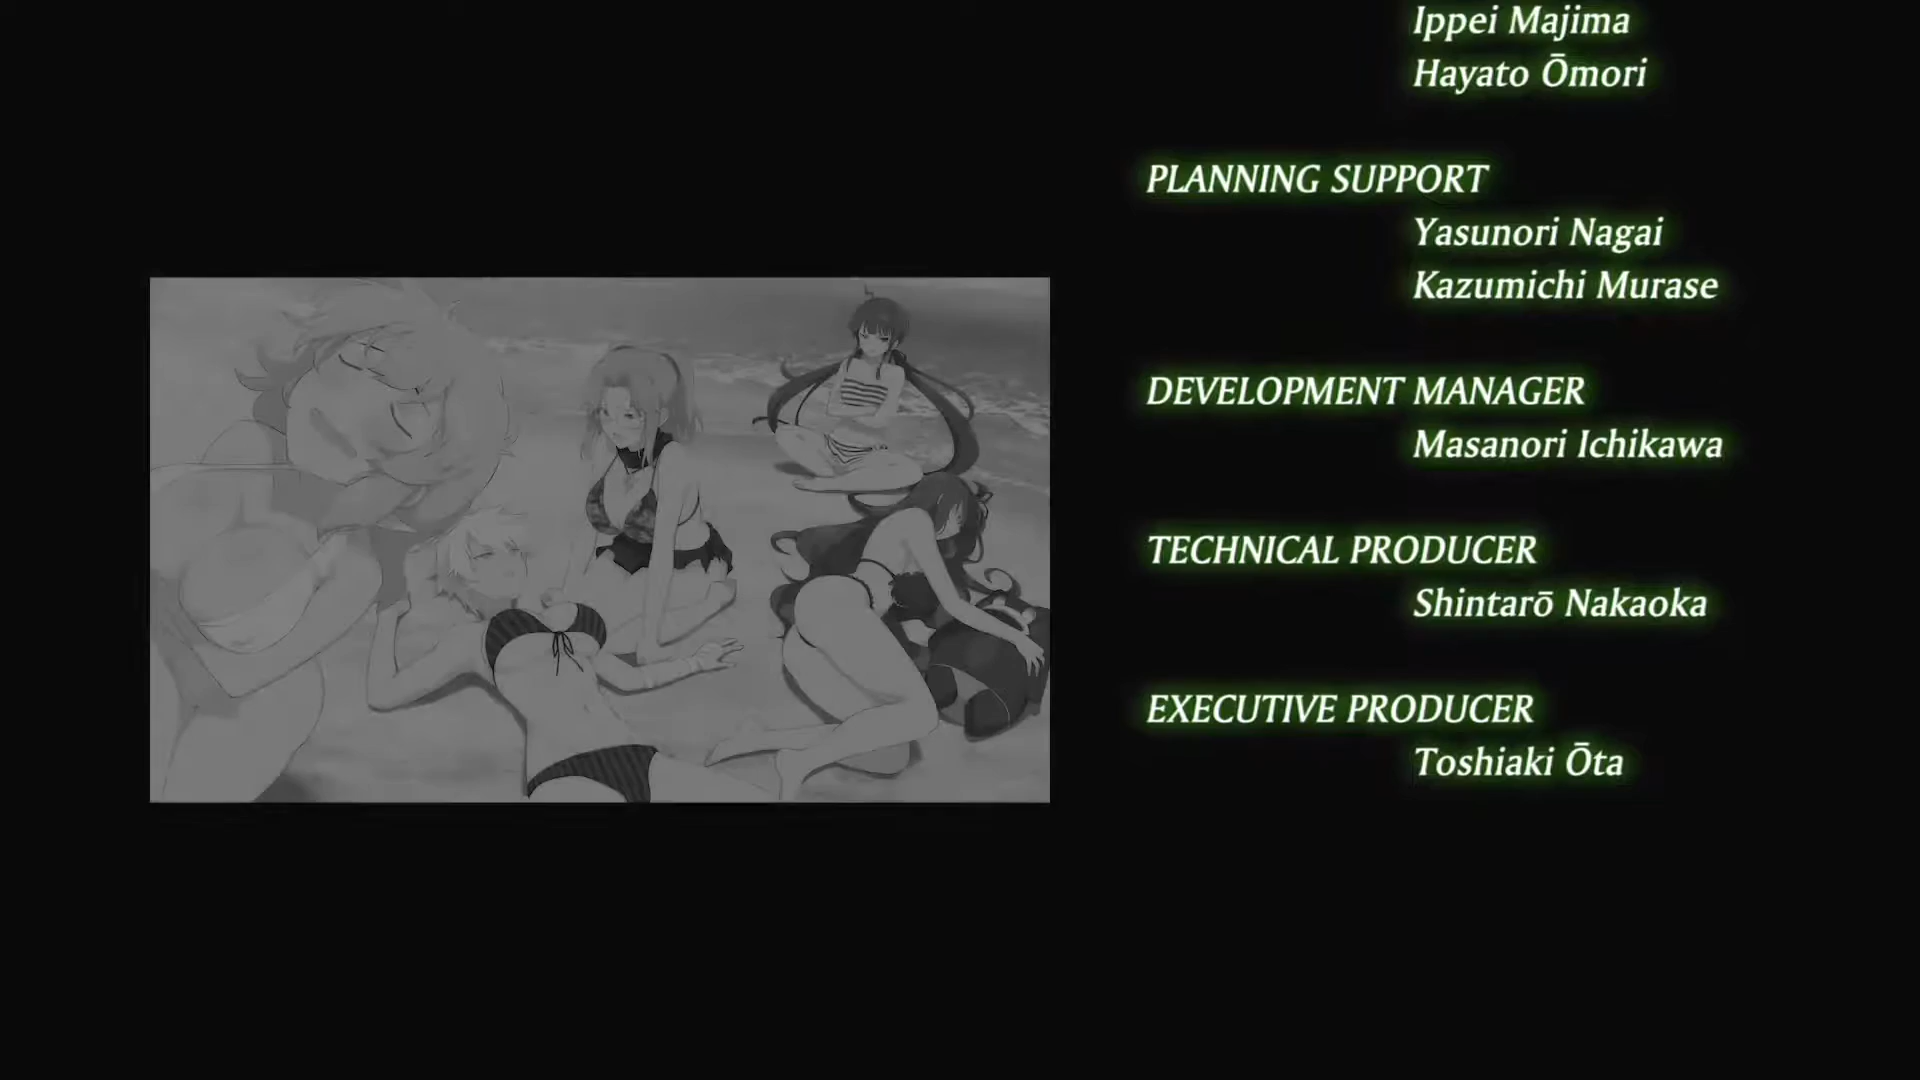 Ippei Majima
Hayato Ōmori
PLANNING SUPPORT
Yasunori Nagai
Kazumichi Murase
DEVELOPMENT MANAGER
Masanori Ichikawa
TECHNICAL PRODUCER
Shintarō Nakaoka
EXECUTIVE PRODUCER
Toshiaki Ōta